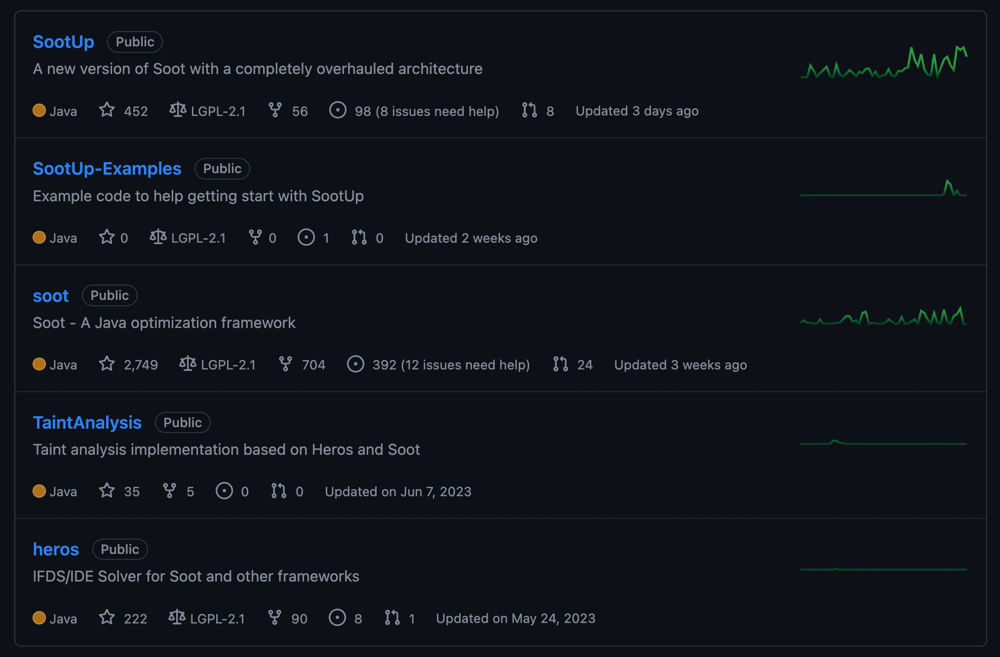 SootUp Public
A new version of Soot with a completely overhauled architecture
Java 452 LGPL-2.1 56 98 (8 issues need help) 8 Updated 3 days ago
SootUp-Examples Public
Example code to help getting start with SootUp
Java 0 LGPL-2.1 0 1 0 Updated 2 weeks ago
soot Public
Soot - A Java optimization framework
Java 2,749 LGPL-2.1 704 392 (12 issues need help) 24 Updated 3 weeks ago
TaintAnalysis Public
Taint analysis implementation based on Heros and Soot
Java 35 5 0 0 Updated on Jun 7, 2023
heros Public
IFDS/IDE Solver for Soot and other frameworks
Java 222 LGPL-2.1 90 8 1 Updated on May 24, 2023